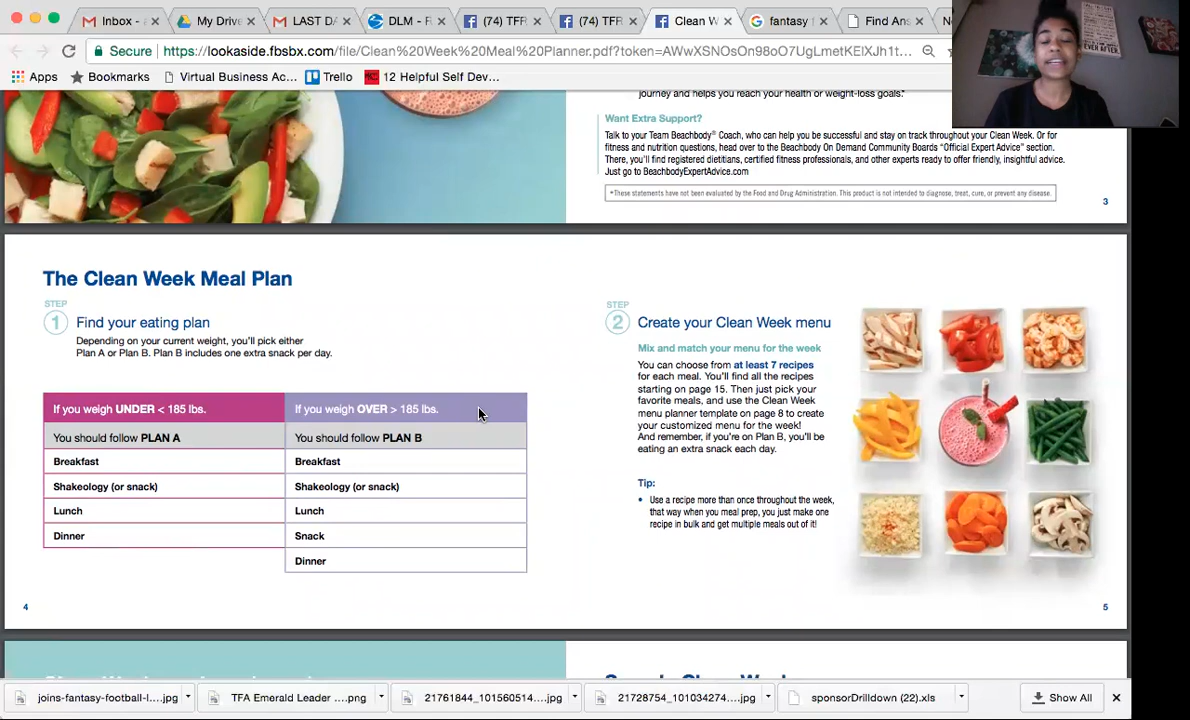 Inbox - a
My Drive
LAST DA
DLM - F
(74) TFR
(74) TFR
Clean W
fantasy f
Find Ans
Secure
https://lookaside.fbsbx.com/file/Clean%20Week%20Meal%20Planner.pdf?token=AWwXSNOsOn98oO7UgLmetKElXJh1t...
Apps
Bookmarks
Virtual Business Ac...
Trello
12 Helpful Self Dev...
EVER AFTER.
journey and helps you reach your health or weight-loss goals.*
Want Extra Support?
Talk to your Team Beachbody® Coach, who can help you be successful and stay on track throughout your Clean Week. Or for
fitness and nutrition questions, head over to the Beachbody On Demand Community Boards "Official Expert Advice" section.
There, you'll find registered dietitians, certified fitness professionals, and other experts ready to offer friendly, insightful advice.
Just go to BeachbodyExpertAdvice.com
*These statements have not been evaluated by the Food and Drug Administration. This product is not intended to diagnose, treat, cure, or prevent any disease.
3
The Clean Week Meal Plan
STEP
1
Find your eating plan
Depending on your current weight, you'll pick either
Plan A or Plan B. Plan B includes one extra snack per day.
If you weigh UNDER < 185 lbs.
If you weigh OVER > 185 lbs.
You should follow PLAN A
You should follow PLAN B
Breakfast
Breakfast
Shakeology (or snack)
Shakeology (or snack)
Lunch
Lunch
Dinner
Snack
Dinner
4
STEP
2
Create your Clean Week menu
Mix and match your menu for the week
You can choose from at least 7 recipes
for each meal. You'll find all the recipes
starting on page 15. Then just pick your
favorite meals, and use the Clean Week
menu planner template on page 8 to create
your customized menu for the week!
And remember, if you're on Plan B, you'll be
eating an extra snack each day.
Tip:
• Use a recipe more than once throughout the week,
that way when you meal prep, you just make one
recipe in bulk and get multiple meals out of it!
5
joins-fantasy-football-l....jpg
TFA Emerald Leader ....png
21761844_101560514....jpg
21728754_101034274....jpg
sponsorDrilldown (22).xls
Show All